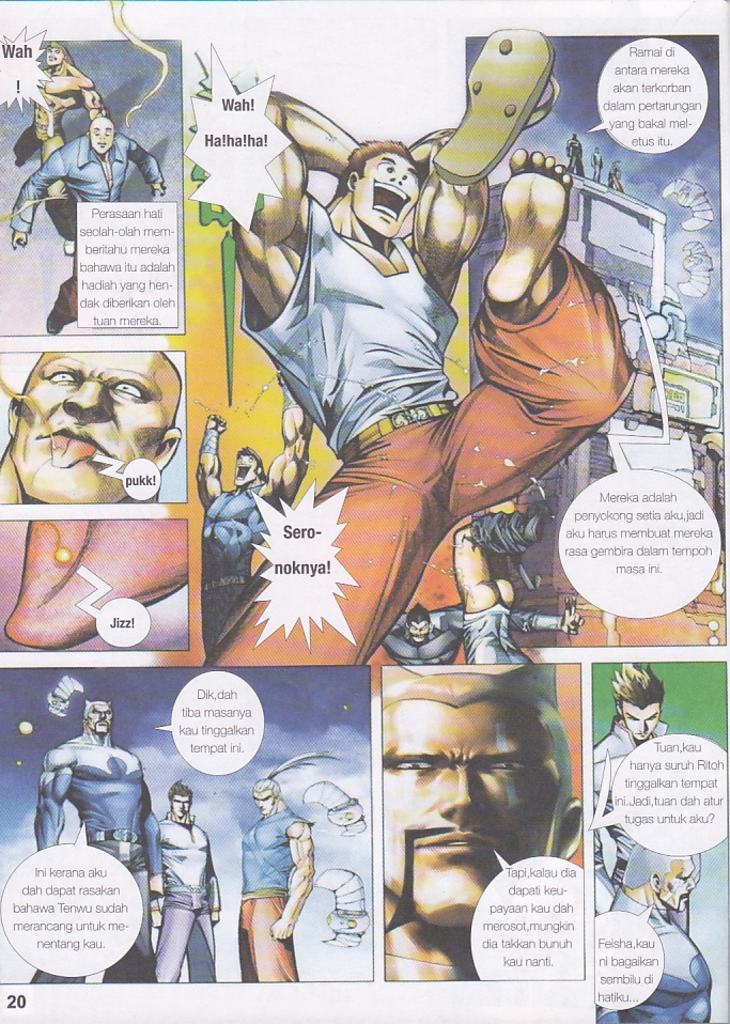 Wah
!
Perasaan hati
seolah-olah mem-
beritahu mereka
bahawa itu adalah
hadiah yang hen-
dak diberikan oleh
tuan mereka.
Wah!
Ha!ha!ha!
Ramai di
antara mereka
akan terkorban
dalam pertarungan
yang bakal mel-
etus itu.
pukk!
Jizz!
Sero-
noknya!
Mereka adalah
penyokong setia aku,jadi
aku harus membuat mereka
rasa gembira dalam tempoh
masa ini.
Dik,dah
tiba masanya
kau tinggalkan
tempat ini.
Ini kerana aku
dah dapat rasakan
bahawa Tenwu sudah
merancang untuk me-
nentang kau.
Tapi,kalau dia
dapati keu-
payaan kau dah
merosot,mungkin
dia takkan bunuh
kau nanti.
Tuan,kau
hanya suruh Ritoh
tinggalkan tempat
ini.Jadi,tuan dah atur
tugas untuk aku?
Feisha,kau
ni bagaikan
sembilu di
hatiku...
20